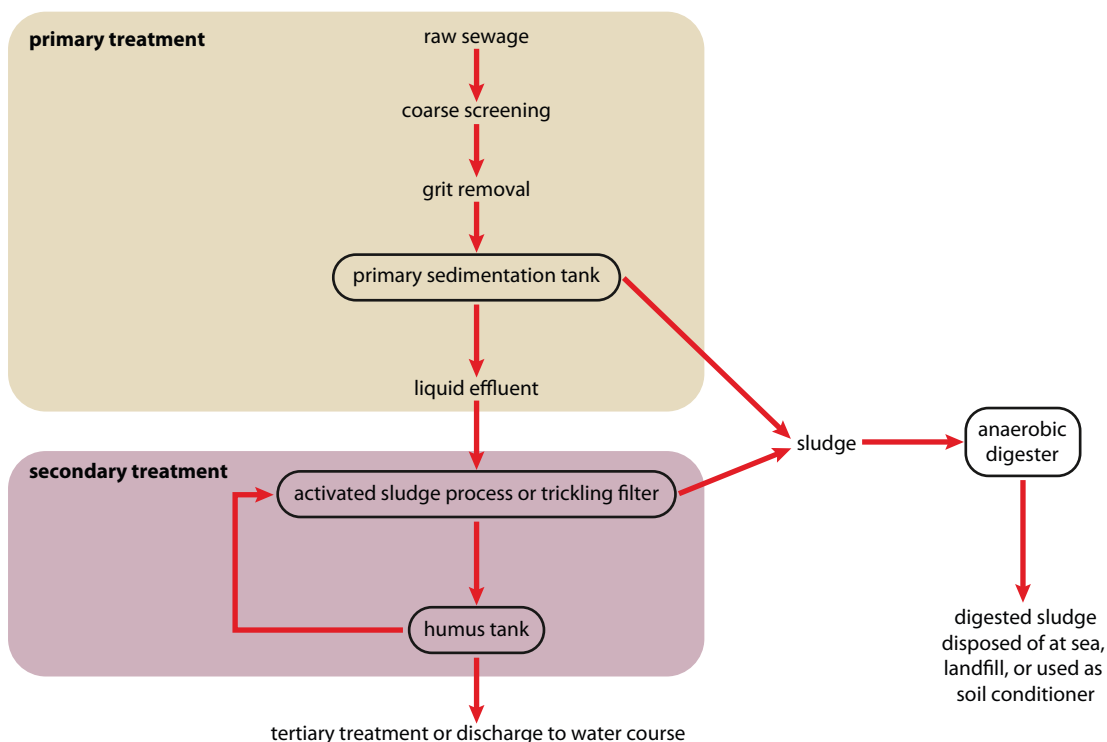 primary treatment
raw sewage
coarse screening
grit removal
primary sedimentation tank
liquid effluent
sludge
anaerobic
digester
secondary treatment
activated sludge process or trickling filter
humus tank
digested sludge
disposed of at sea,
landfill, or used as
soil conditioner
tertiary treatment or discharge to water course